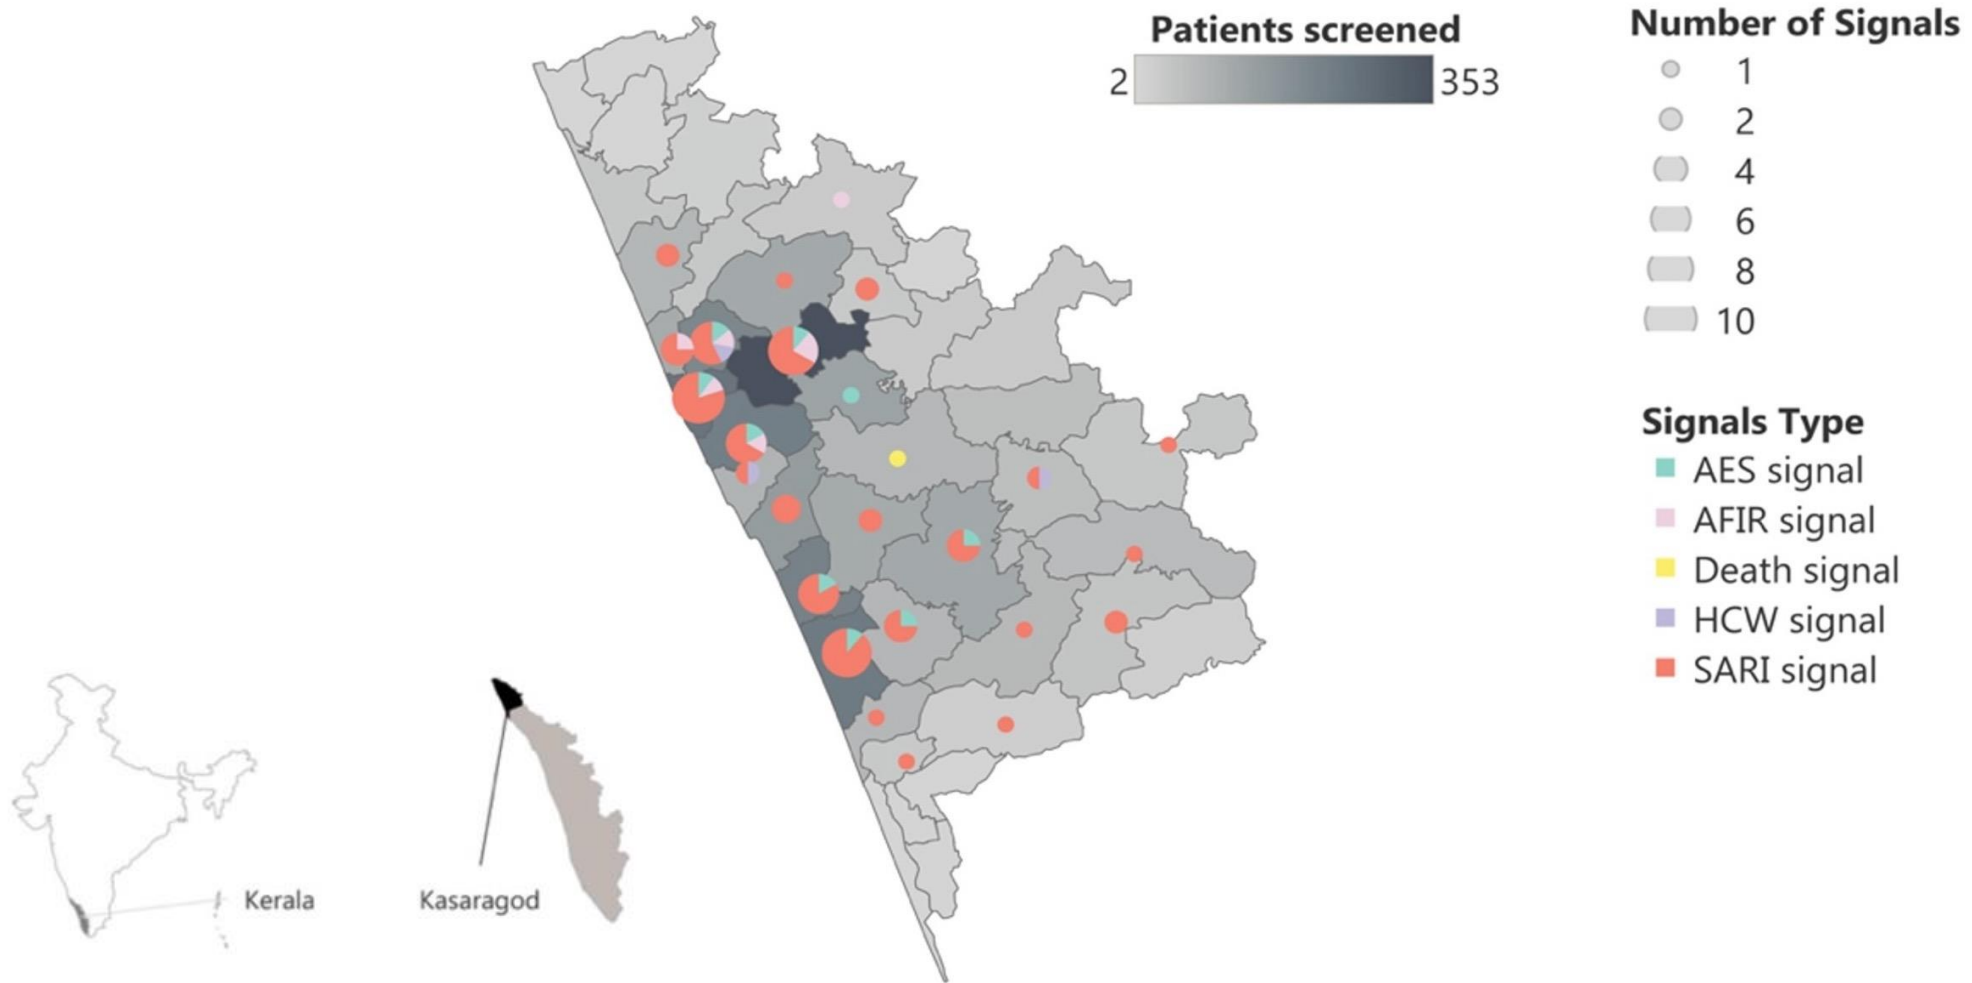 Patients screened
2 353
Number of Signals
1
2
4
6
8
10
Signals Type
AES signal
AFIR signal
Death signal
HCW signal
SARI signal
Kerala
Kasaragod